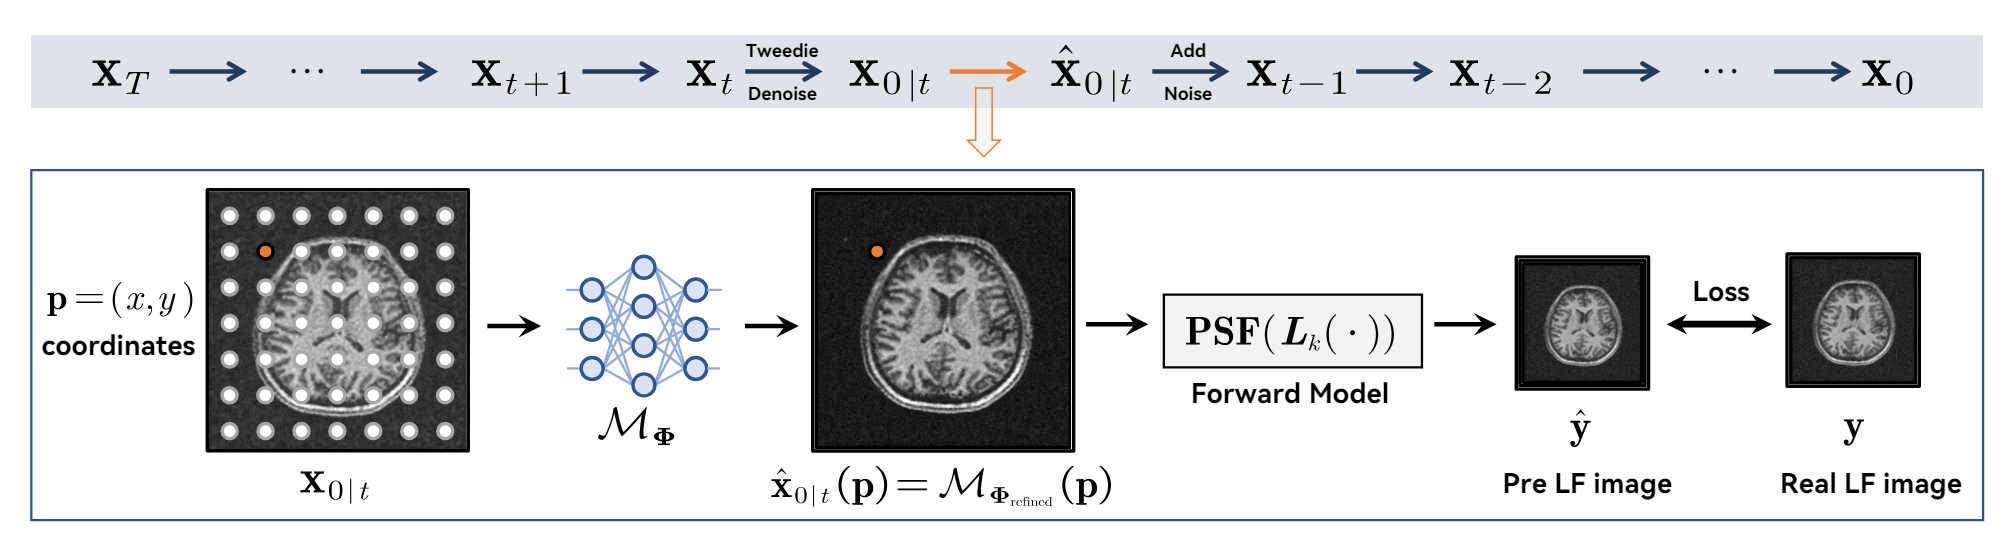 x_T ⋯ x_{t+1} x_t Tweedie Denoise x_{0|t} x̂_{0|t} Add Noise x_{t−1} x_{t−2} ⋯ x_0
p=(x,y)
coordinates
x_{0|t}
ℳ_Φ
x̂_{0|t}(p)=ℳ_{Φ_refined}(p)
PSF(L_k(·))
Forward Model
Loss
ŷ
Pre LF image
y
Real LF image